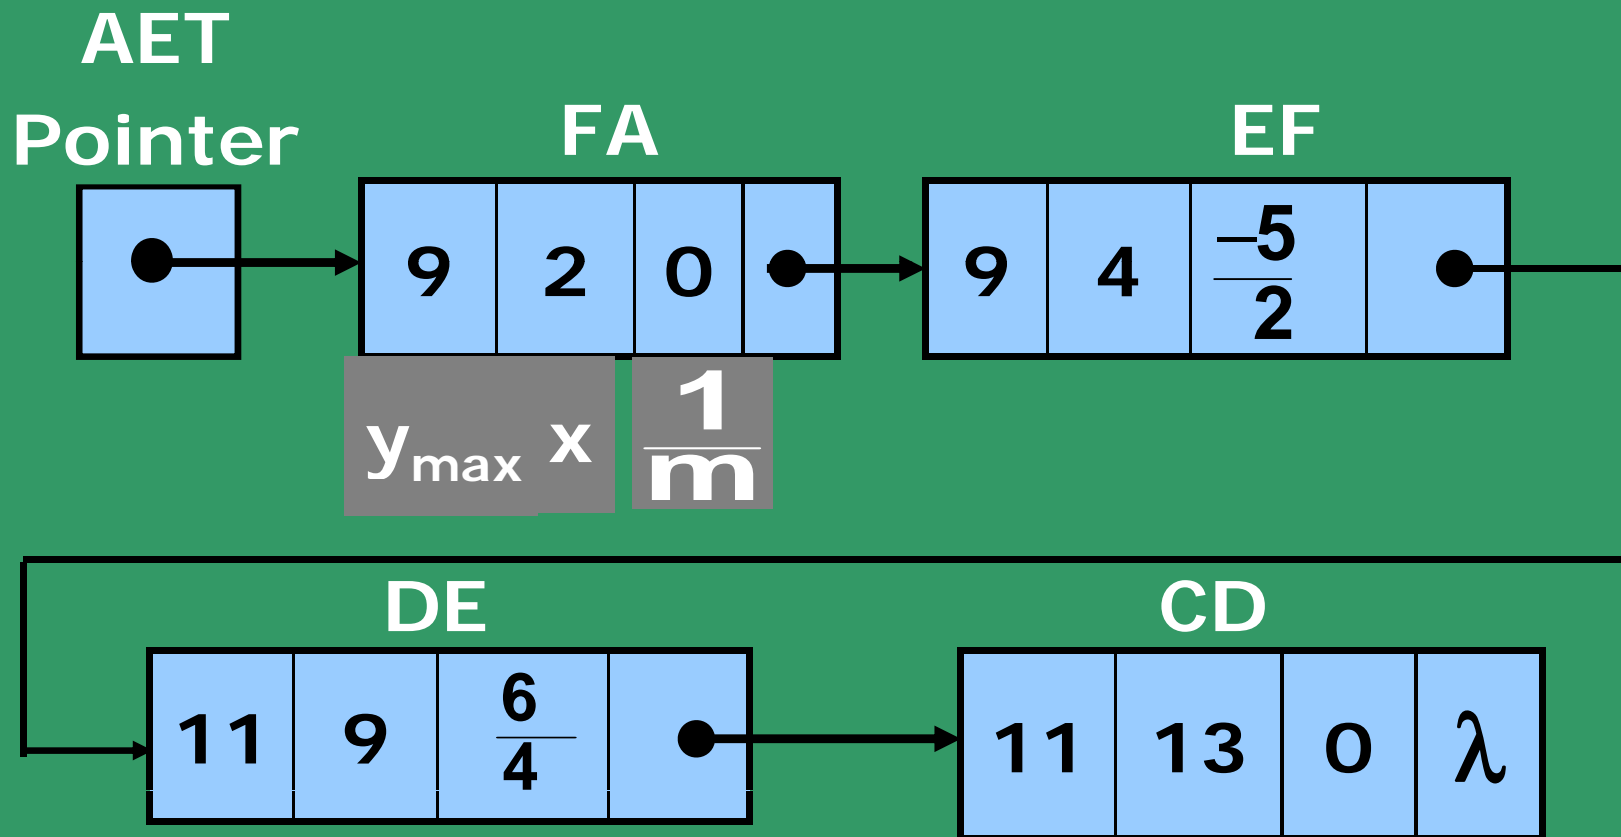 AET
Pointer
FA
EF
9 2 0
9 4 –5/2
ymax x 1/m
DE
CD
11 9 6/4
11 13 0 λ